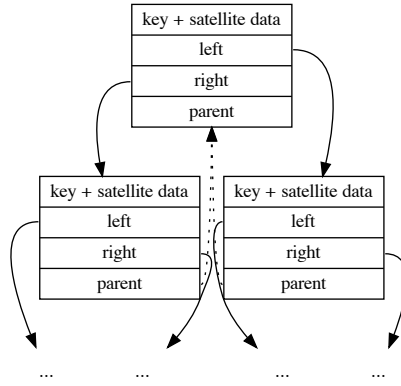 key + satellite data
left
right
parent
key + satellite data
left
right
parent
key + satellite data
left
right
parent
... ... ... ...